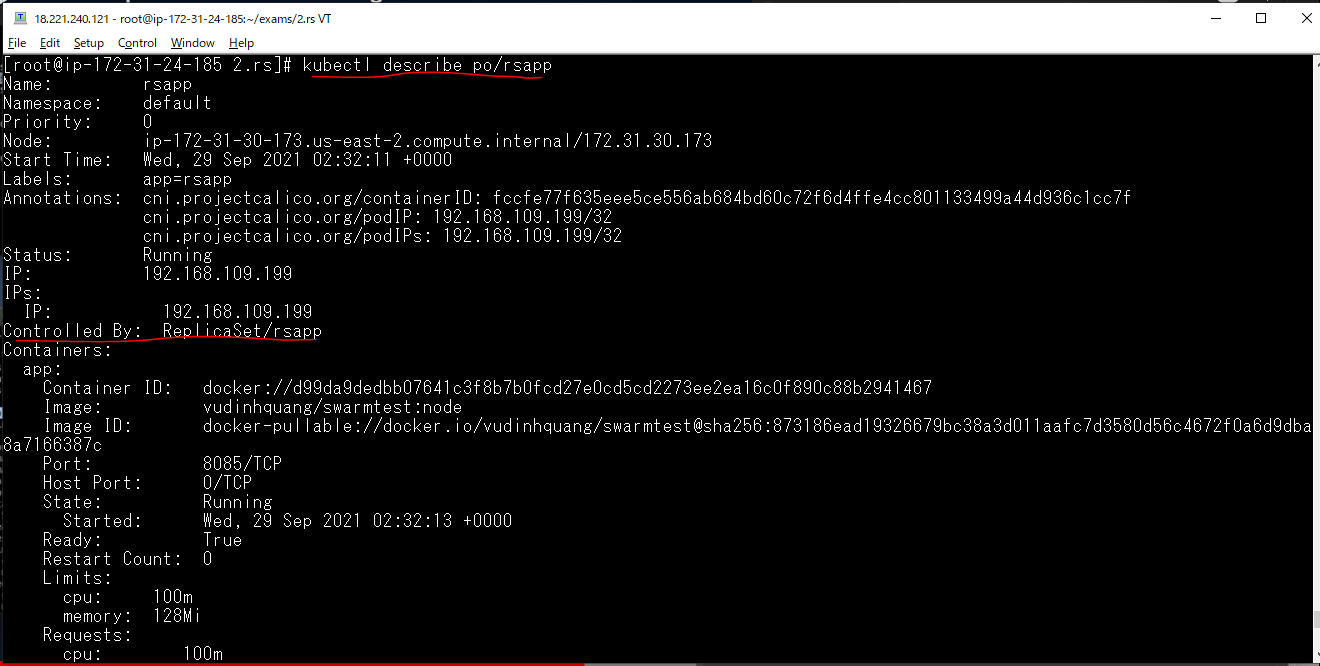 18.221.240.121 - root@ip-172-31-24-185:~/exams/2.rs VT
File Edit Setup Control Window Help
[root@ip-172-31-24-185 2.rs]# kubectl describe po/rsapp
Name: rsapp
Namespace: default
Priority: 0
Node: ip-172-31-30-173.us-east-2.compute.internal/172.31.30.173
Start Time: Wed, 29 Sep 2021 02:32:11 +0000
Labels: app=rsapp
Annotations: cni.projectcalico.org/containerID: fccfe77f635eee5ce556ab684bd60c72f6d4ffe4cc801133499a44d936c1cc7f
cni.projectcalico.org/podIP: 192.168.109.199/32
cni.projectcalico.org/podIPs: 192.168.109.199/32
Status: Running
IP: 192.168.109.199
IPs:
IP: 192.168.109.199
Controlled By: ReplicaSet/rsapp
Containers:
app:
Container ID: docker://d99da9dedbb07641c3f8b7b0fcd27e0cd5cd2273ee2ea16c0f890c88b2941467
Image: vudinhquang/swarmtest:node
Image ID: docker-pullable://docker.io/vudinhquang/swarmtest@sha256:873186ead19326679bc38a3d011aafc7d3580d56c4672f0a6d9dba
8a7166387c
Port: 8085/TCP
Host Port: 0/TCP
State: Running
Started: Wed, 29 Sep 2021 02:32:13 +0000
Ready: True
Restart Count: 0
Limits:
cpu: 100m
memory: 128Mi
Requests:
cpu: 100m